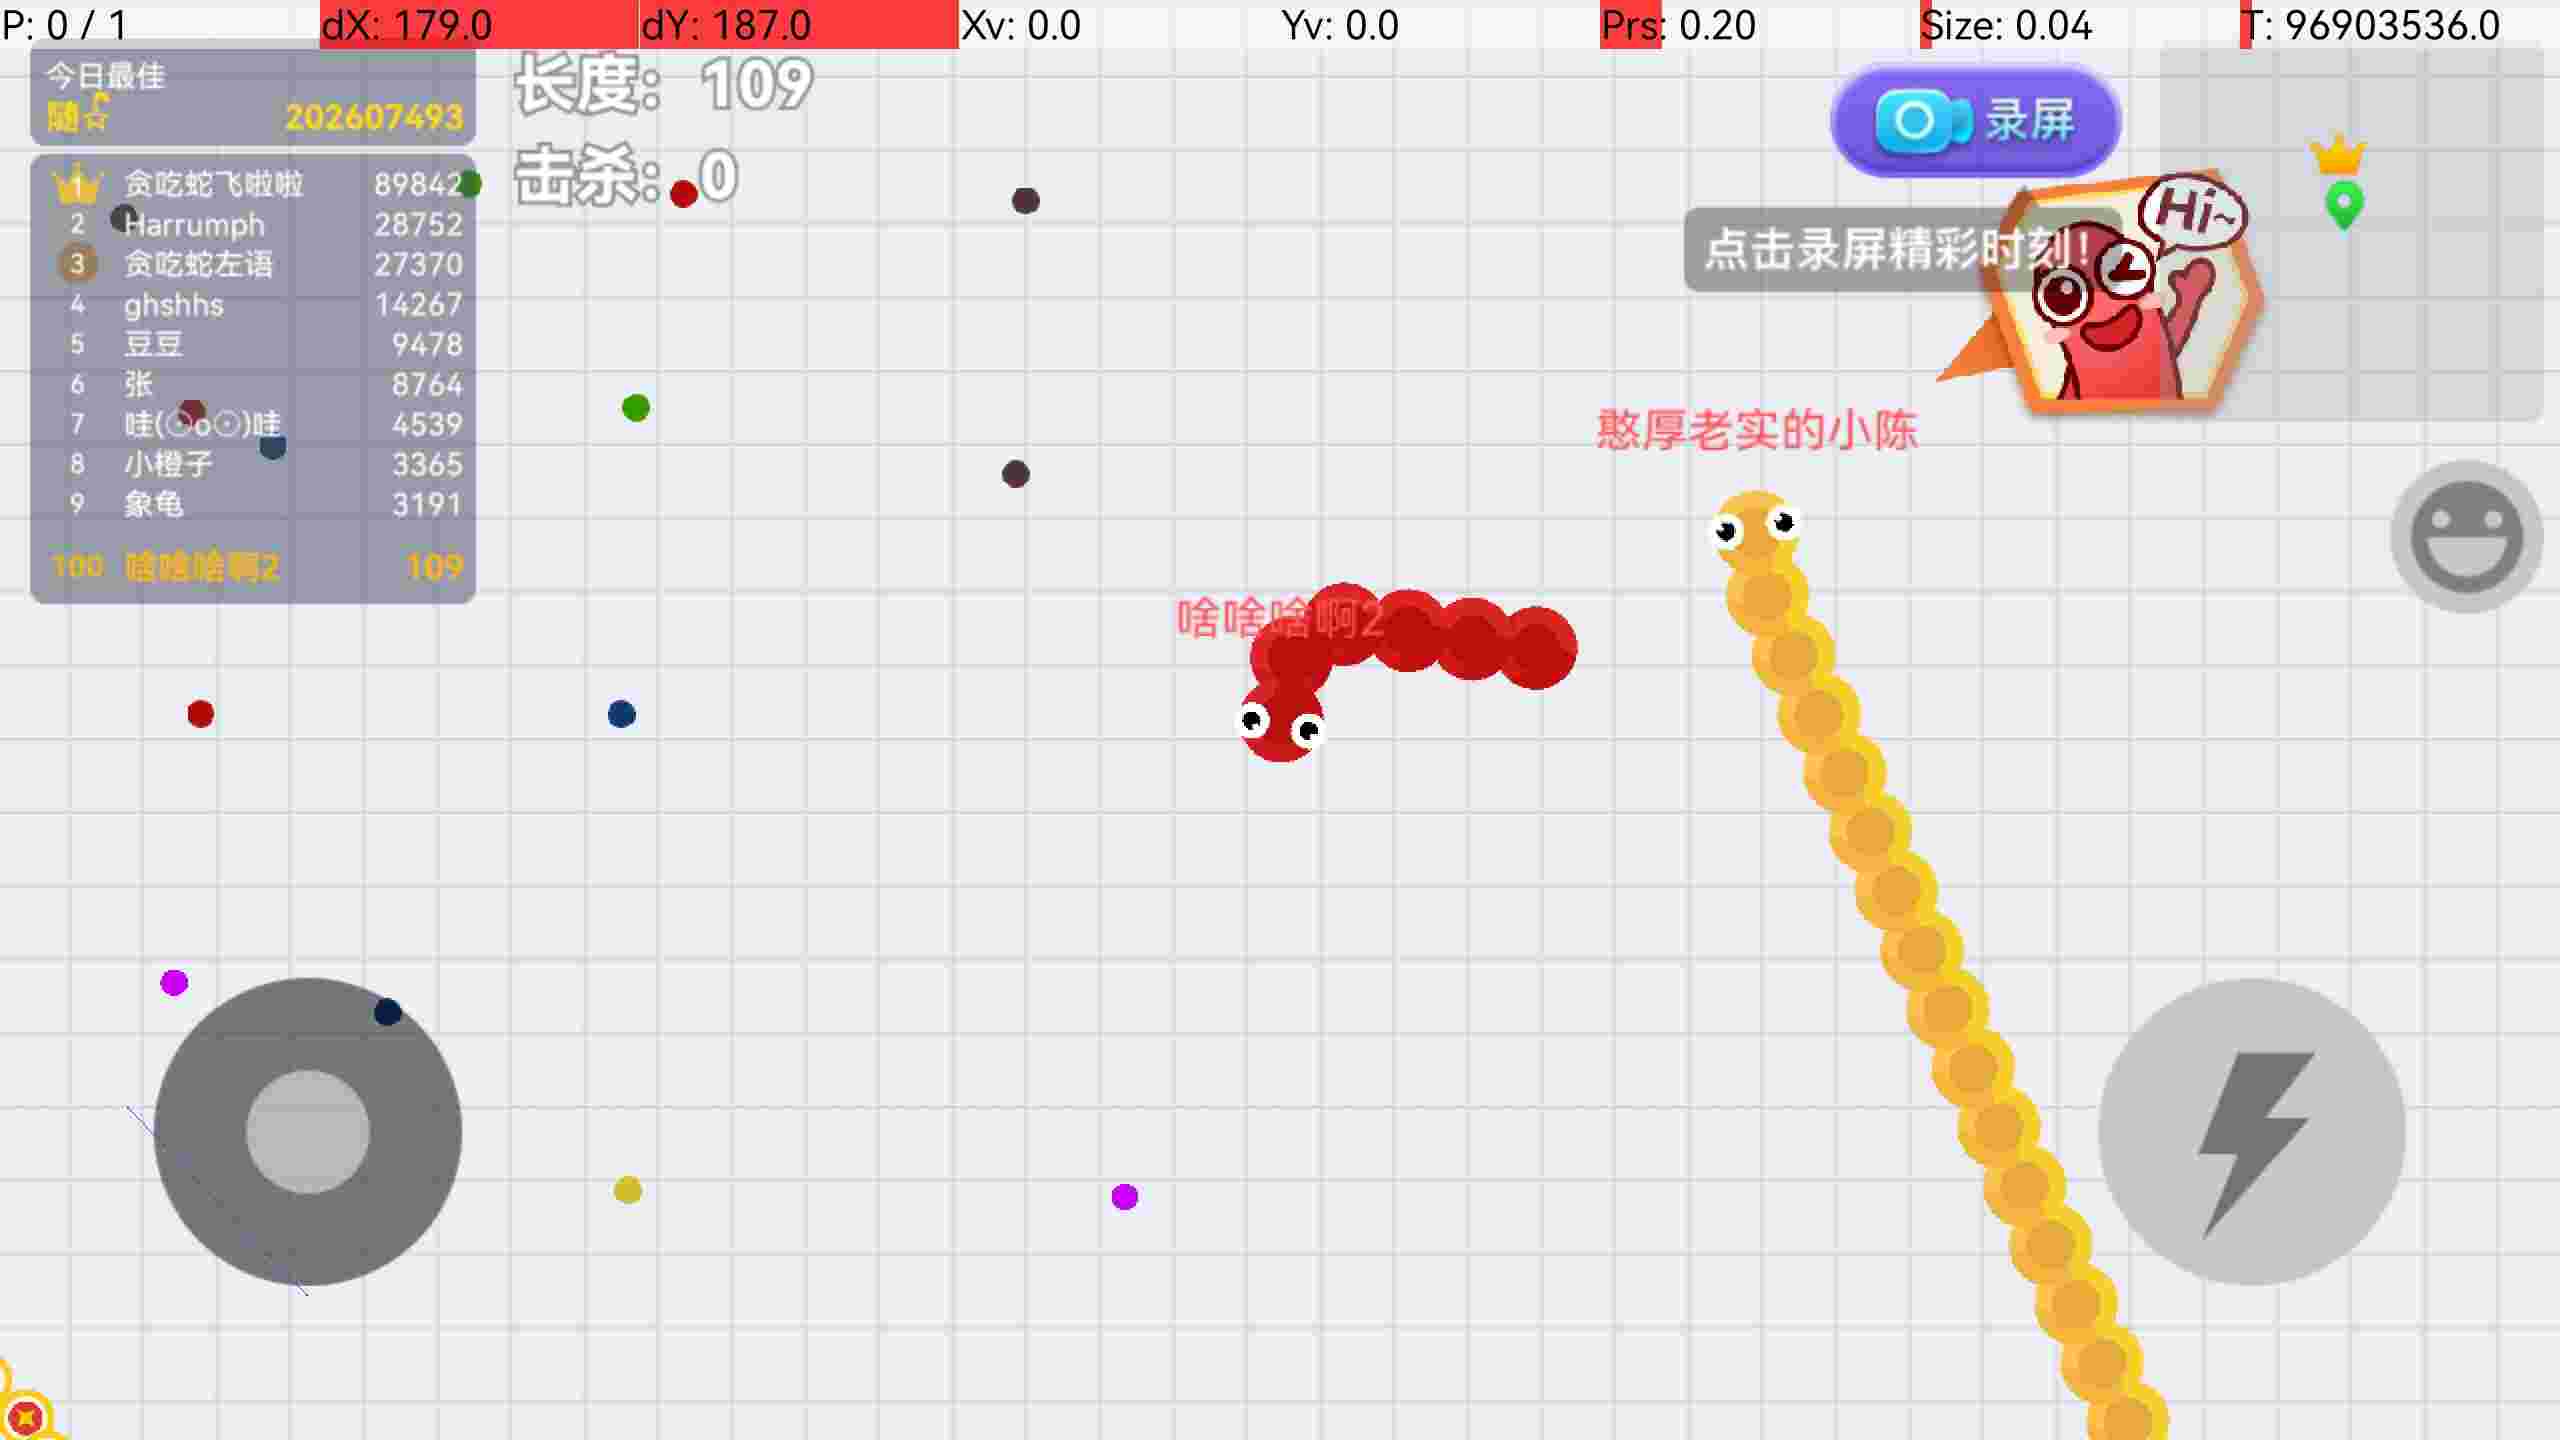 P: 0 / 1 dX: 179.0 dY: 187.0 Xv: 0.0 Yv: 0.0 Prs: 0.20 Size: 0.04 T: 96903536.0
今日最佳
随☆ 202607493
长度: 109
击杀: 0
录屏
点击录屏精彩时刻!
Hi~
1 贪吃蛇飞啦啦 89842
2 Harrumph 28752
3 贪吃蛇左语 27370
4 ghshhs 14267
5 豆豆 9478
6 张 8764
7 哇(⊙o⊙)哇 4539
8 小橙子 3365
9 象龟 3191
100 啥啥啥啊2 109
憨厚老实的小陈
啥啥啥啊2